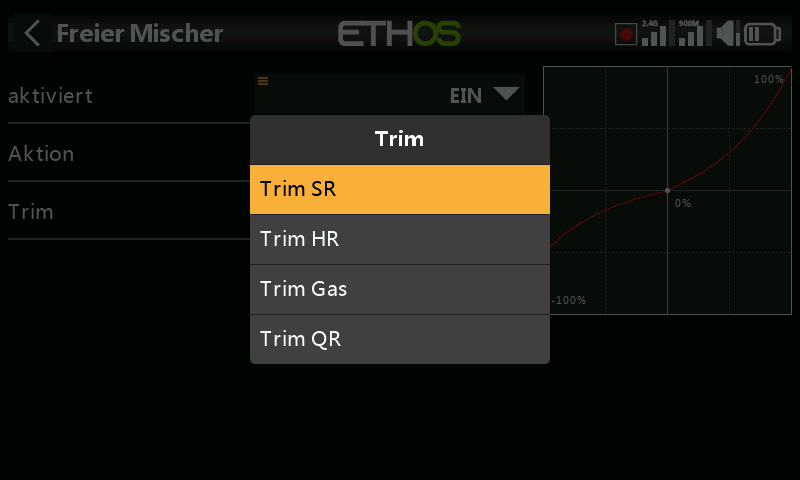 Freier Mischer
ETHOS
2.4G
900M
aktiviert
EIN
100%
Aktion
Trim
0%
-100%
Trim
Trim SR
Trim HR
Trim Gas
Trim QR